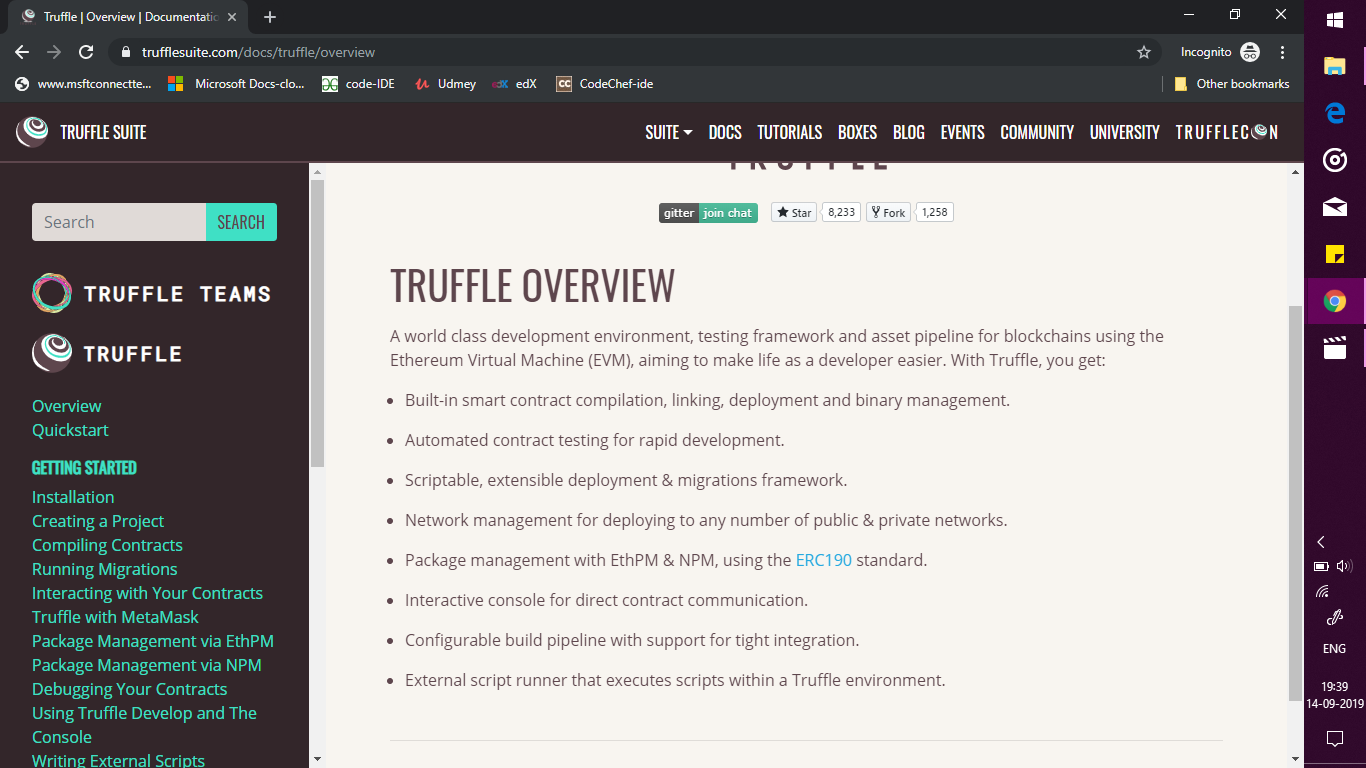 Truffle | Overview | Documentatio
trufflesuite.com/docs/truffle/overview
Incognito
www.msftconnectte...
Microsoft Docs-clo...
code-IDE
Udmey
edX
CC
CodeChef-ide
Other bookmarks
TRUFFLE SUITE
SUITE
DOCS
TUTORIALS
BOXES
BLOG
EVENTS
COMMUNITY
UNIVERSITY
TRUFFLECON
Search
SEARCH
TRUFFLE TEAMS
TRUFFLE
Overview
Quickstart
GETTING STARTED
Installation
Creating a Project
Compiling Contracts
Running Migrations
Interacting with Your Contracts
Truffle with MetaMask
Package Management via EthPM
Package Management via NPM
Debugging Your Contracts
Using Truffle Develop and The
Console
Writing External Scripts
TRUFFLE
gitter join chat
Star 8,233
Fork 1,258
TRUFFLE OVERVIEW
A world class development environment, testing framework and asset pipeline for blockchains using the
Ethereum Virtual Machine (EVM), aiming to make life as a developer easier. With Truffle, you get:
• Built-in smart contract compilation, linking, deployment and binary management.
• Automated contract testing for rapid development.
• Scriptable, extensible deployment & migrations framework.
• Network management for deploying to any number of public & private networks.
• Package management with EthPM & NPM, using the ERC190 standard.
• Interactive console for direct contract communication.
• Configurable build pipeline with support for tight integration.
• External script runner that executes scripts within a Truffle environment.
ENG
19:39
14-09-2019